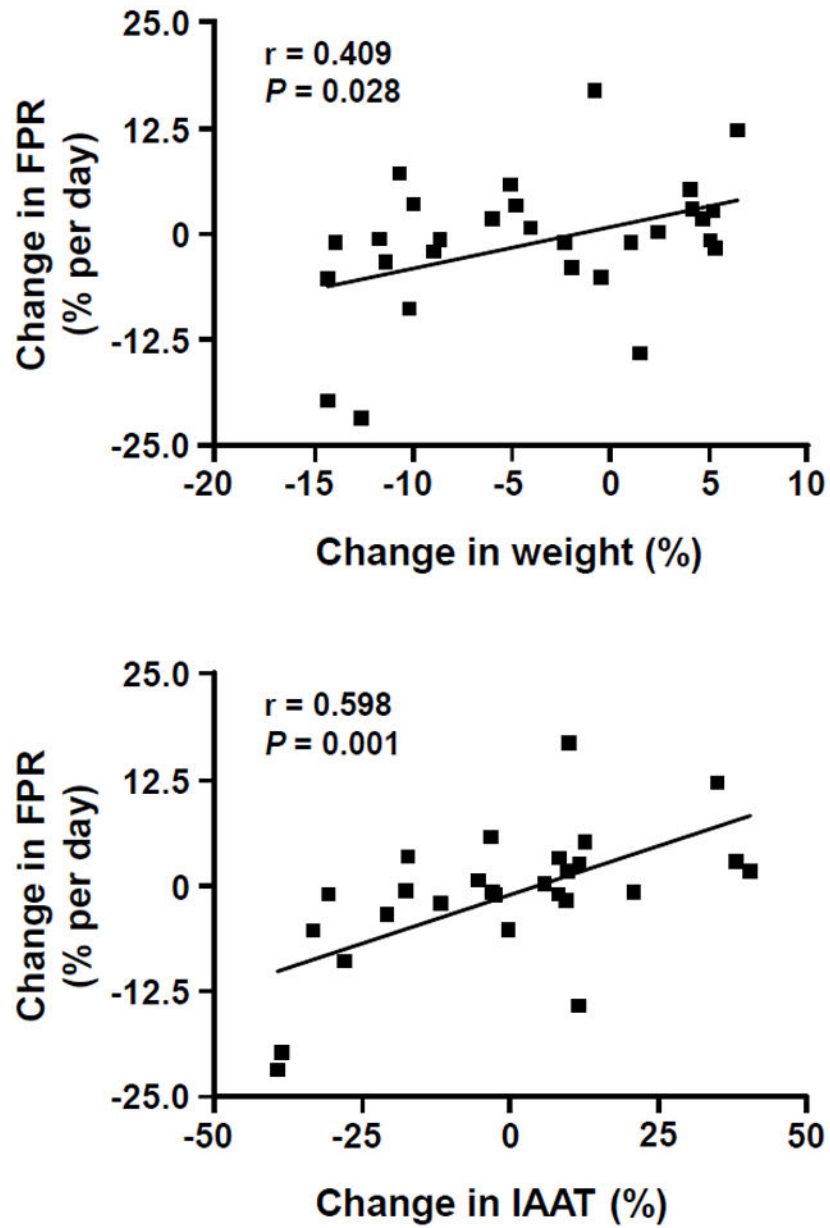 25.0
r = 0.409
P = 0.028
12.5
Change in FPR
(% per day)
0
-12.5
-25.0
-20 -15 -10 -5 0 5 10
Change in weight (%)
25.0
r = 0.598
P = 0.001
12.5
Change in FPR
(% per day)
0
-12.5
-25.0
-50 -25 0 25 50
Change in IAAT (%)